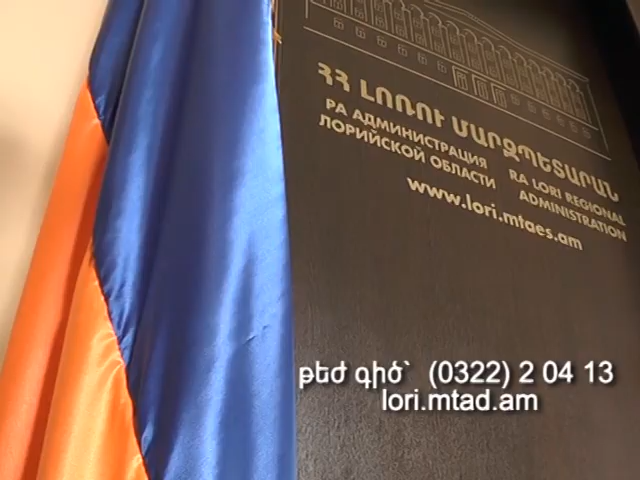 ՀՀ ԼՈՌՈՒ ՄԱՐԶՊԵՏԱՐԱՆ
РА АДМИНИСТРАЦИЯ
ЛОРИЙСКОЙ ОБЛАСТИ
RA LORI REGIONAL
ADMINISTRATION
www.lori.mtaes.am
թեժ գիծ՝ (0322) 2 04 13
lori.mtad.am